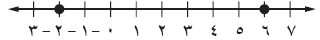 ٣- ٢- ١- ٠ ١ ٢ ٣ ٤ ٥ ٦ ٧